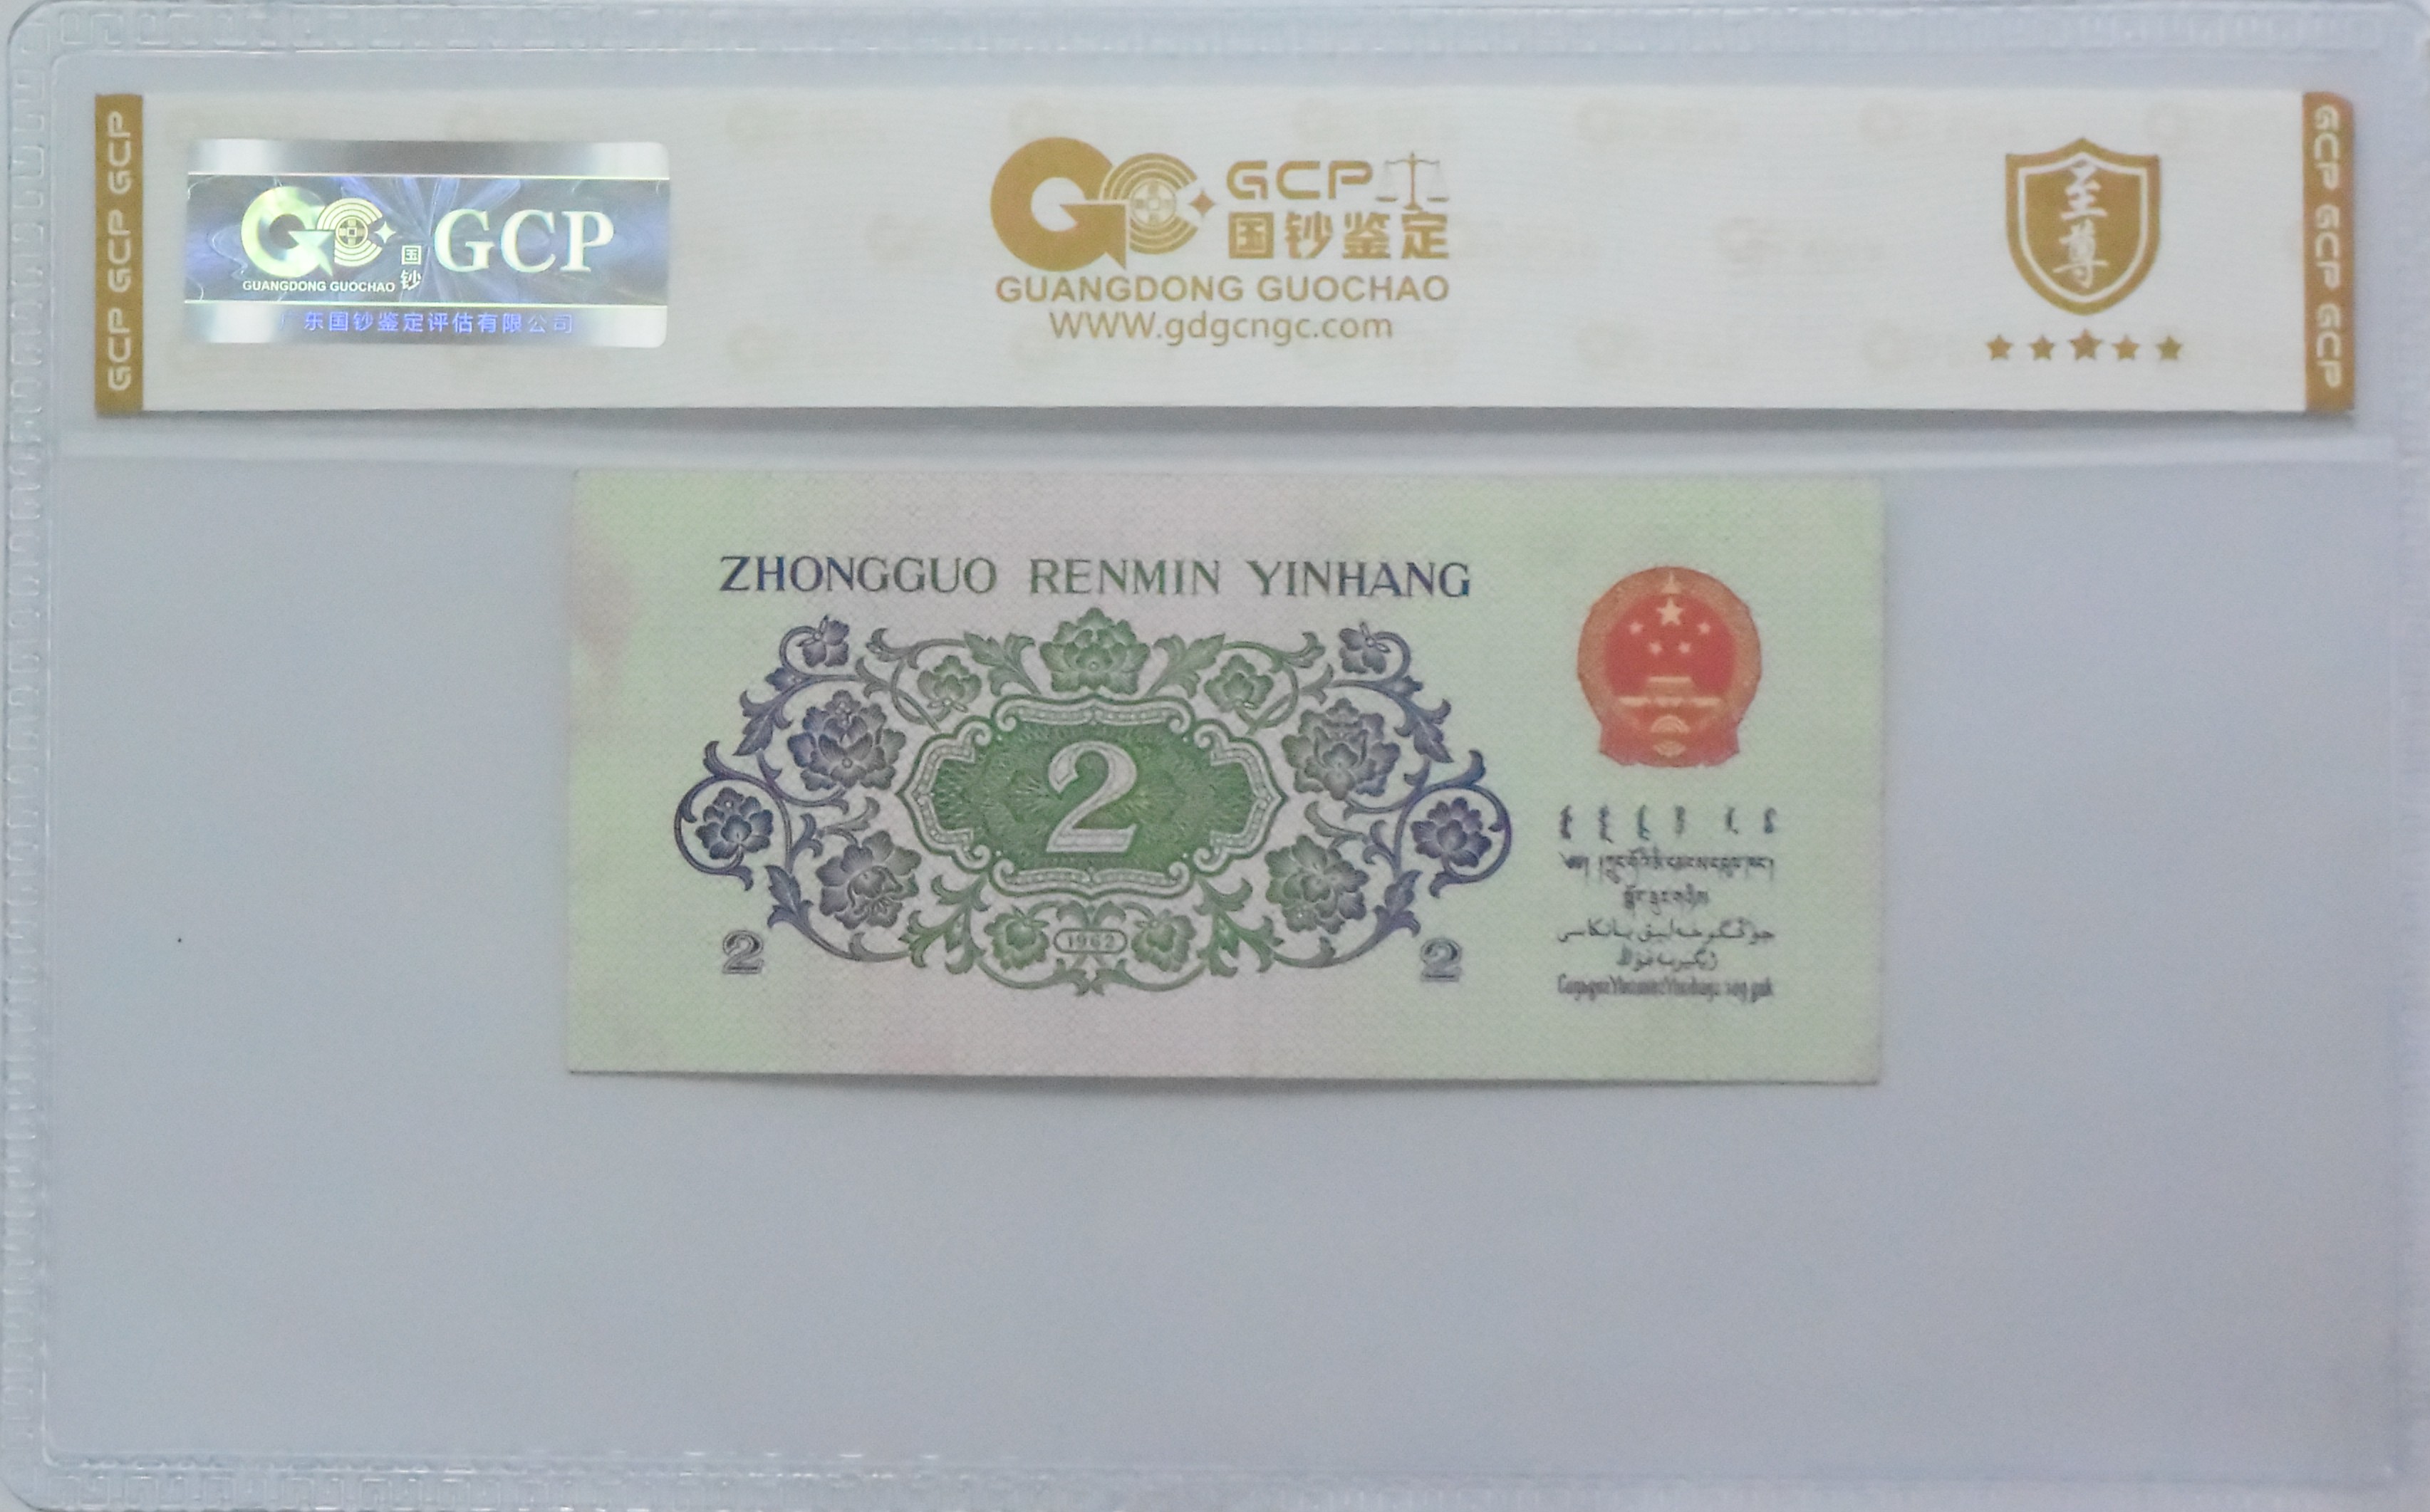 GCP GCP GCP
GCP
国钞
GUANGDONG GUOCHAO
广东国钞鉴定评估有限公司
GCP
国钞鉴定
GUANGDONG GUOCHAO
WWW.gdgcngc.com
至尊
GCP GCP GCP
ZHONGGUO RENMIN YINHANG
2
1962
2 2